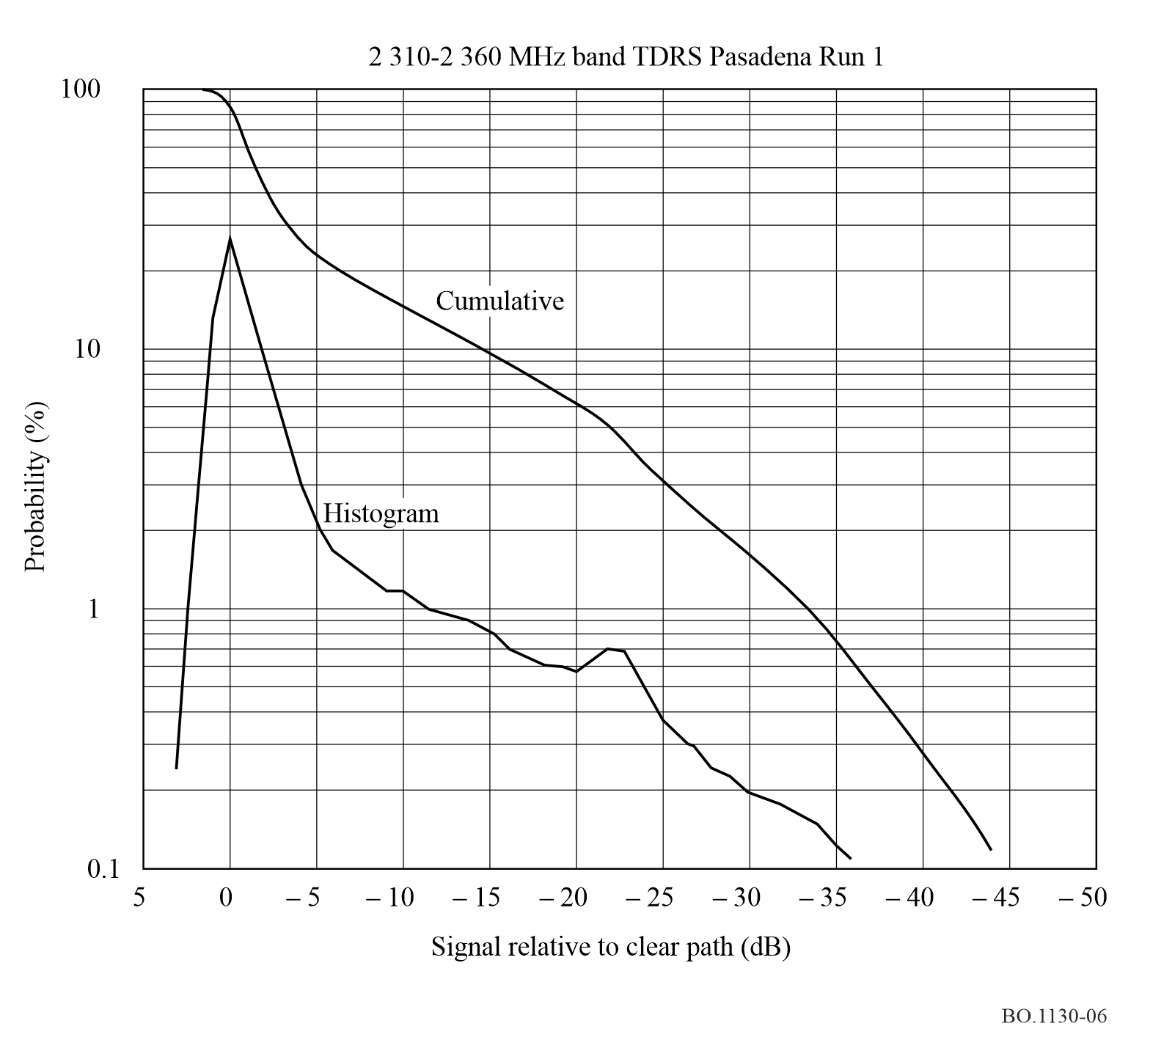 2 310-2 360 MHz band TDRS Pasadena Run 1
100
Cumulative
10
Probability (%)
Histogram
1
0.1
5 0 – 5 – 10 – 15 – 20 – 25 – 30 – 35 – 40 – 45 – 50
Signal relative to clear path (dB)
BO.1130-06